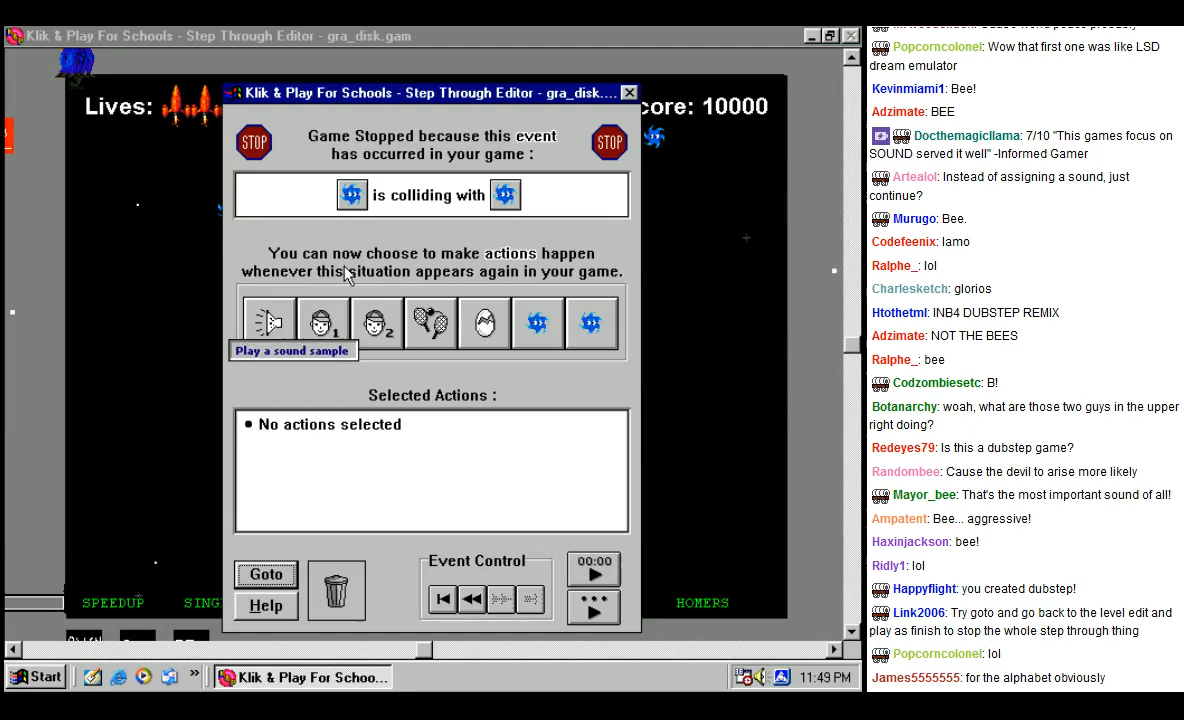 Klik & Play For Schools - Step Through Editor - gra_disk.gam
Lives:
core: 10000
Klik & Play For Schools - Step Through Editor - gra_disk....
STOP
Game Stopped because this event
has occurred in your game :
STOP
is colliding with
You can now choose to make actions happen
whenever this situation appears again in your game.
1
2
Play a sound sample
Selected Actions :
• No actions selected
Goto
Help
Event Control
00:00
SPEEDUP
HOMERS
Start
»
Klik & Play For Schoo...
11:49 PM
Popcorncolonel: Wow that first one was like LSD
dream emulator
Kevinmiami1: Bee!
Adzimate: BEE
Docthemagicllama: 7/10 "This games focus on
SOUND served it well" -Informed Gamer
Artealol: Instead of assigning a sound, just
continue?
Murugo: Bee.
Codefeenix: lamo
Ralphe_: lol
Charlesketch: glorios
Htothetml: INB4 DUBSTEP REMIX
Adzimate: NOT THE BEES
Ralphe_: bee
Codzombiesetc: B!
Botanarchy: woah, what are those two guys in the upper
right doing?
Redeyes79: Is this a dubstep game?
Randombee: Cause the devil to arise more likely
Mayor_bee: That's the most important sound of all!
Ampatent: Bee... aggressive!
Haxinjackson: bee!
Ridly1: lol
Happyflight: you created dubstep!
Link2006: Try goto and go back to the level edit and
play as finish to stop the whole step through thing
Popcorncolonel: lol
James5555555: for the alphabet obviously